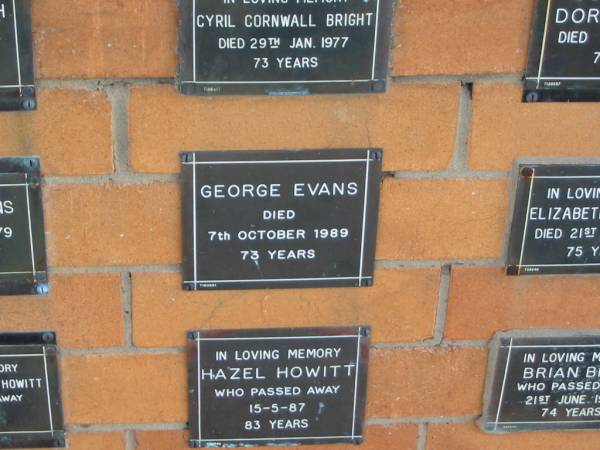 IN LOVING MEMORY
CYRIL CORNWALL BRIGHT
DIED 29TH JAN. 1977
73 YEARS
DIED
GEORGE EVANS
DIED
7th OCTOBER 1989
73 YEARS
79
ELIZABETH
DIED 21ST
75
IN LOVING MEMORY
HAZEL HOWITT
WHO PASSED AWAY
15-5-87
83 YEARS
HOWITT
IN LOVING
BRIAN
WHO PASSED
21ST JUNE
74 YEARS